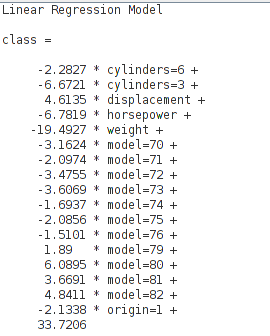 Linear Regression Model
class =
-2.2827 * cylinders=6 +
-6.6721 * cylinders=3 +
4.6135 * displacement +
-6.7819 * horsepower +
-19.4927 * weight +
-3.1624 * model=70 +
-2.0974 * model=71 +
-3.4755 * model=72 +
-3.6069 * model=73 +
-1.6937 * model=74 +
-2.0856 * model=75 +
-1.5101 * model=76 +
1.89 * model=79 +
6.0895 * model=80 +
3.6691 * model=81 +
4.8411 * model=82 +
-2.1338 * origin=1 +
33.7206